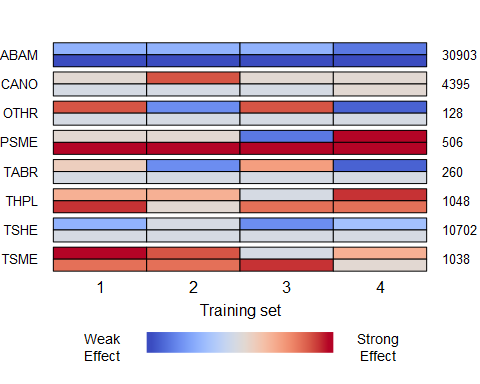 ABAM 30903
CANO 4395
OTHR 128
PSME 506
TABR 260
THPL 1048
TSHE 10702
TSME 1038
1 2 3 4
Training set
Weak Effect
Strong Effect